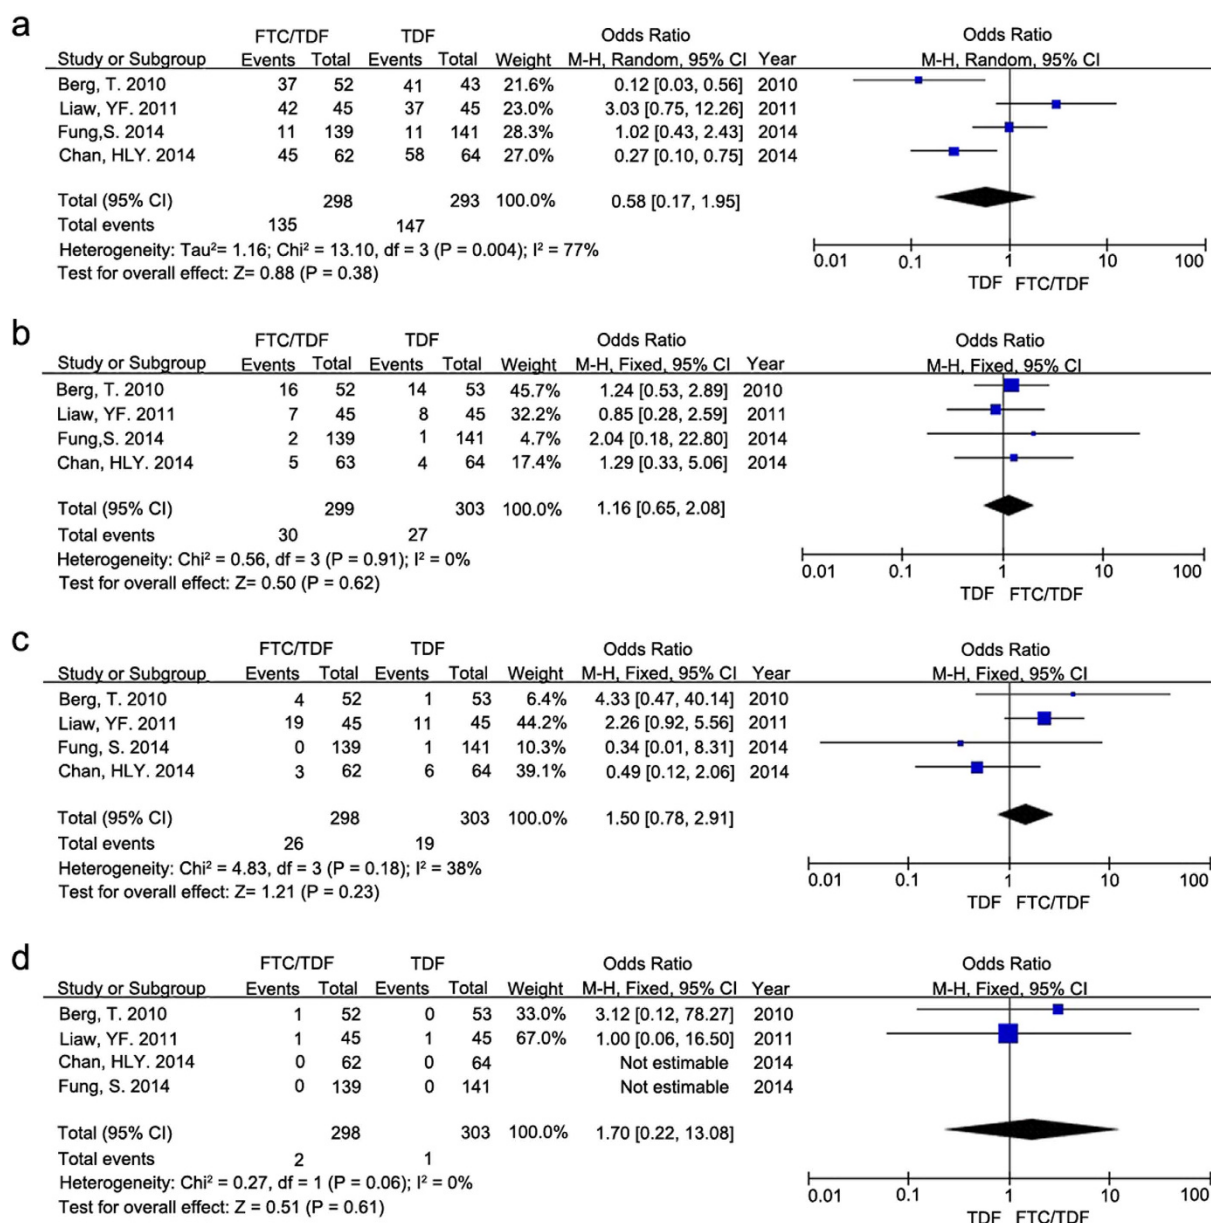 a
FTC/TDF TDF Odds Ratio Odds Ratio
Study or Subgroup Events Total Events Total Weight M-H, Random, 95% CI Year M-H, Random, 95% CI
Berg, T. 2010 37 52 41 43 21.6% 0.12 [0.03, 0.56] 2010
Liaw, YF. 2011 42 45 37 45 23.0% 3.03 [0.75, 12.26] 2011
Fung,S. 2014 11 139 11 141 28.3% 1.02 [0.43, 2.43] 2014
Chan, HLY. 2014 45 62 58 64 27.0% 0.27 [0.10, 0.75] 2014
Total (95% CI) 298 293 100.0% 0.58 [0.17, 1.95]
Total events 135 147
Heterogeneity: Tau²= 1.16; Chi² = 13.10, df = 3 (P = 0.004); I² = 77%
Test for overall effect: Z= 0.88 (P = 0.38)
0.01 0.1 1 10 100
TDF FTC/TDF
b
FTC/TDF TDF Odds Ratio Odds Ratio
Study or Subgroup Events Total Events Total Weight M-H, Fixed, 95% CI Year M-H, Fixed, 95% CI
Berg, T. 2010 16 52 14 53 45.7% 1.24 [0.53, 2.89] 2010
Liaw, YF. 2011 7 45 8 45 32.2% 0.85 [0.28, 2.59] 2011
Fung,S. 2014 2 139 1 141 4.7% 2.04 [0.18, 22.80] 2014
Chan, HLY. 2014 5 63 4 64 17.4% 1.29 [0.33, 5.06] 2014
Total (95% CI) 299 303 100.0% 1.16 [0.65, 2.08]
Total events 30 27
Heterogeneity: Chi² = 0.56, df = 3 (P = 0.91); I² = 0%
Test for overall effect: Z= 0.50 (P = 0.62)
0.01 0.1 1 10 100
TDF FTC/TDF
c
FTC/TDF TDF Odds Ratio Odds Ratio
Study or Subgroup Events Total Events Total Weight M-H, Fixed, 95% CI Year M-H, Fixed, 95% CI
Berg, T. 2010 4 52 1 53 6.4% 4.33 [0.47, 40.14] 2010
Liaw, YF. 2011 19 45 11 45 44.2% 2.26 [0.92, 5.56] 2011
Fung, S. 2014 0 139 1 141 10.3% 0.34 [0.01, 8.31] 2014
Chan, HLY. 2014 3 62 6 64 39.1% 0.49 [0.12, 2.06] 2014
Total (95% CI) 298 303 100.0% 1.50 [0.78, 2.91]
Total events 26 19
Heterogeneity: Chi² = 4.83, df = 3 (P = 0.18); I² = 38%
Test for overall effect: Z= 1.21 (P = 0.23)
0.01 0.1 1 10 100
TDF FTC/TDF
d
FTC/TDF TDF Odds Ratio Odds Ratio
Study or Subgroup Events Total Events Total Weight M-H, Fixed, 95% CI Year M-H, Fixed, 95% CI
Berg, T. 2010 1 52 0 53 33.0% 3.12 [0.12, 78.27] 2010
Liaw, YF. 2011 1 45 1 45 67.0% 1.00 [0.06, 16.50] 2011
Chan, HLY. 2014 0 62 0 64 Not estimable 2014
Fung, S. 2014 0 139 0 141 Not estimable 2014
Total (95% CI) 298 303 100.0% 1.70 [0.22, 13.08]
Total events 2 1
Heterogeneity: Chi² = 0.27, df = 1 (P = 0.06); I² = 0%
Test for overall effect: Z = 0.51 (P = 0.61)
0.01 0.1 1 10 100
TDF FTC/TDF